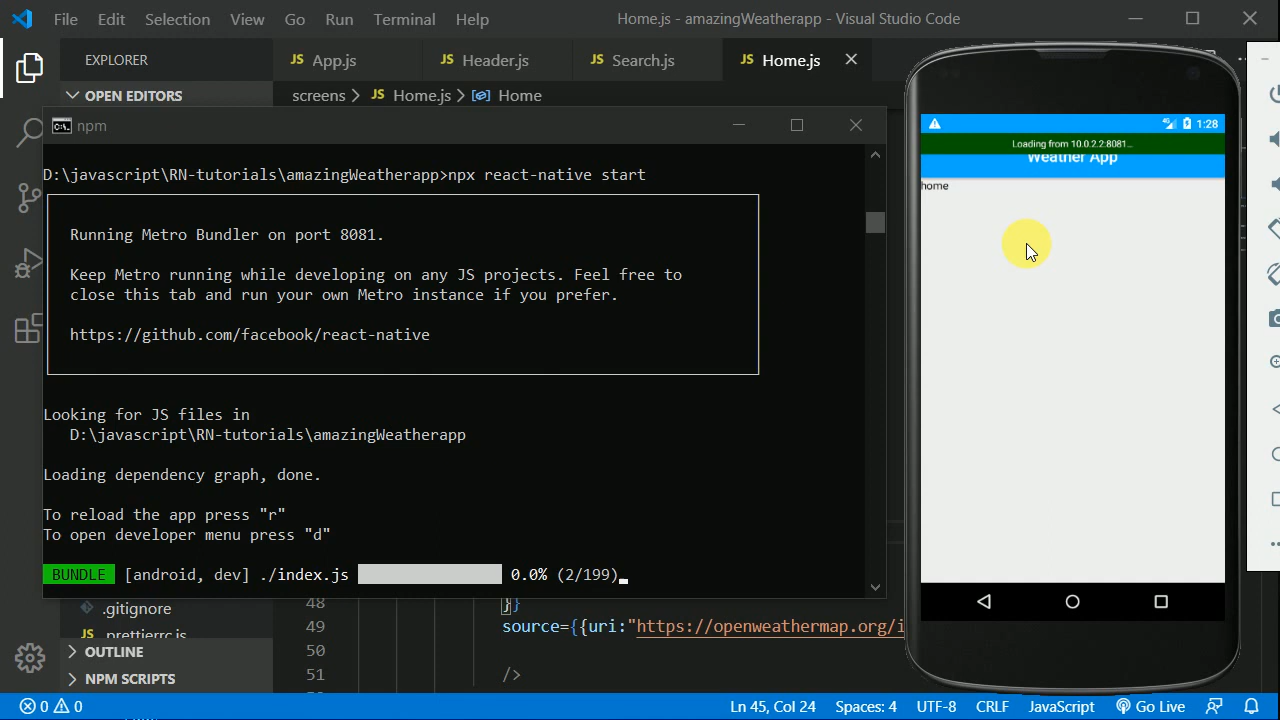 File Edit Selection View Go Run Terminal Help Home.js - amazingWeatherapp - Visual Studio Code
EXPLORER
JS App.js
JS Header.js
JS Search.js
JS Home.js
OPEN EDITORS
screens > JS Home.js > Home
npm
D:\javascript\RN-tutorials\amazingWeatherapp>npx react-native start
Running Metro Bundler on port 8081.
Keep Metro running while developing on any JS projects. Feel free to
close this tab and run your own Metro instance if you prefer.
https://github.com/facebook/react-native
Looking for JS files in
D:\javascript\RN-tutorials\amazingWeatherapp
Loading dependency graph, done.
To reload the app press "r"
To open developer menu press "d"
BUNDLE [android, dev] ./index.js 0.0% (2/199)
4G 1:28
Loading from 10.0.2.2:8081...
Weather App
home
.gitignore
.prettierrc.js
OUTLINE
NPM SCRIPTS
48 }}
49 source={{uri:"https://openweathermap.org/i
50
51 />
0 0 Ln 45, Col 24 Spaces: 4 UTF-8 CRLF JavaScript Go Live